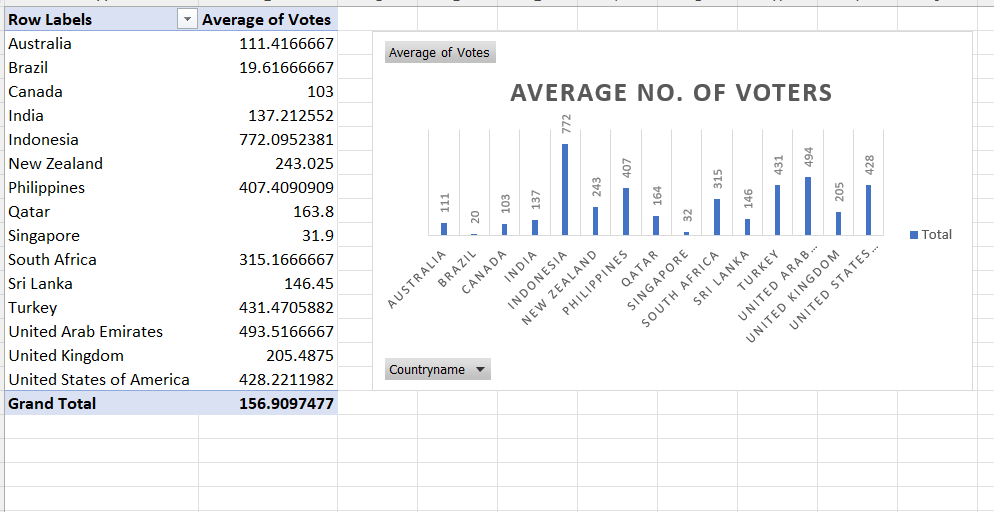 Row Labels Average of Votes
Australia 111.4166667
Brazil 19.61666667
Canada 103
India 137.212552
Indonesia 772.0952381
New Zealand 243.025
Philippines 407.4090909
Qatar 163.8
Singapore 31.9
South Africa 315.1666667
Sri Lanka 146.45
Turkey 431.4705882
United Arab Emirates 493.5166667
United Kingdom 205.4875
United States of America 428.2211982
Grand Total 156.9097477
Average of Votes
AVERAGE NO. OF VOTERS
111 20 103 137 772 243 407 164 32 315 146 431 494 205 428
AUSTRALIA
BRAZIL
CANADA
INDIA
INDONESIA
NEW ZEALAND
PHILIPPINES
QATAR
SINGAPORE
SOUTH AFRICA
SRI LANKA
TURKEY
UNITED ARAB...
UNITED KINGDOM
UNITED STATES...
Total
Countryname